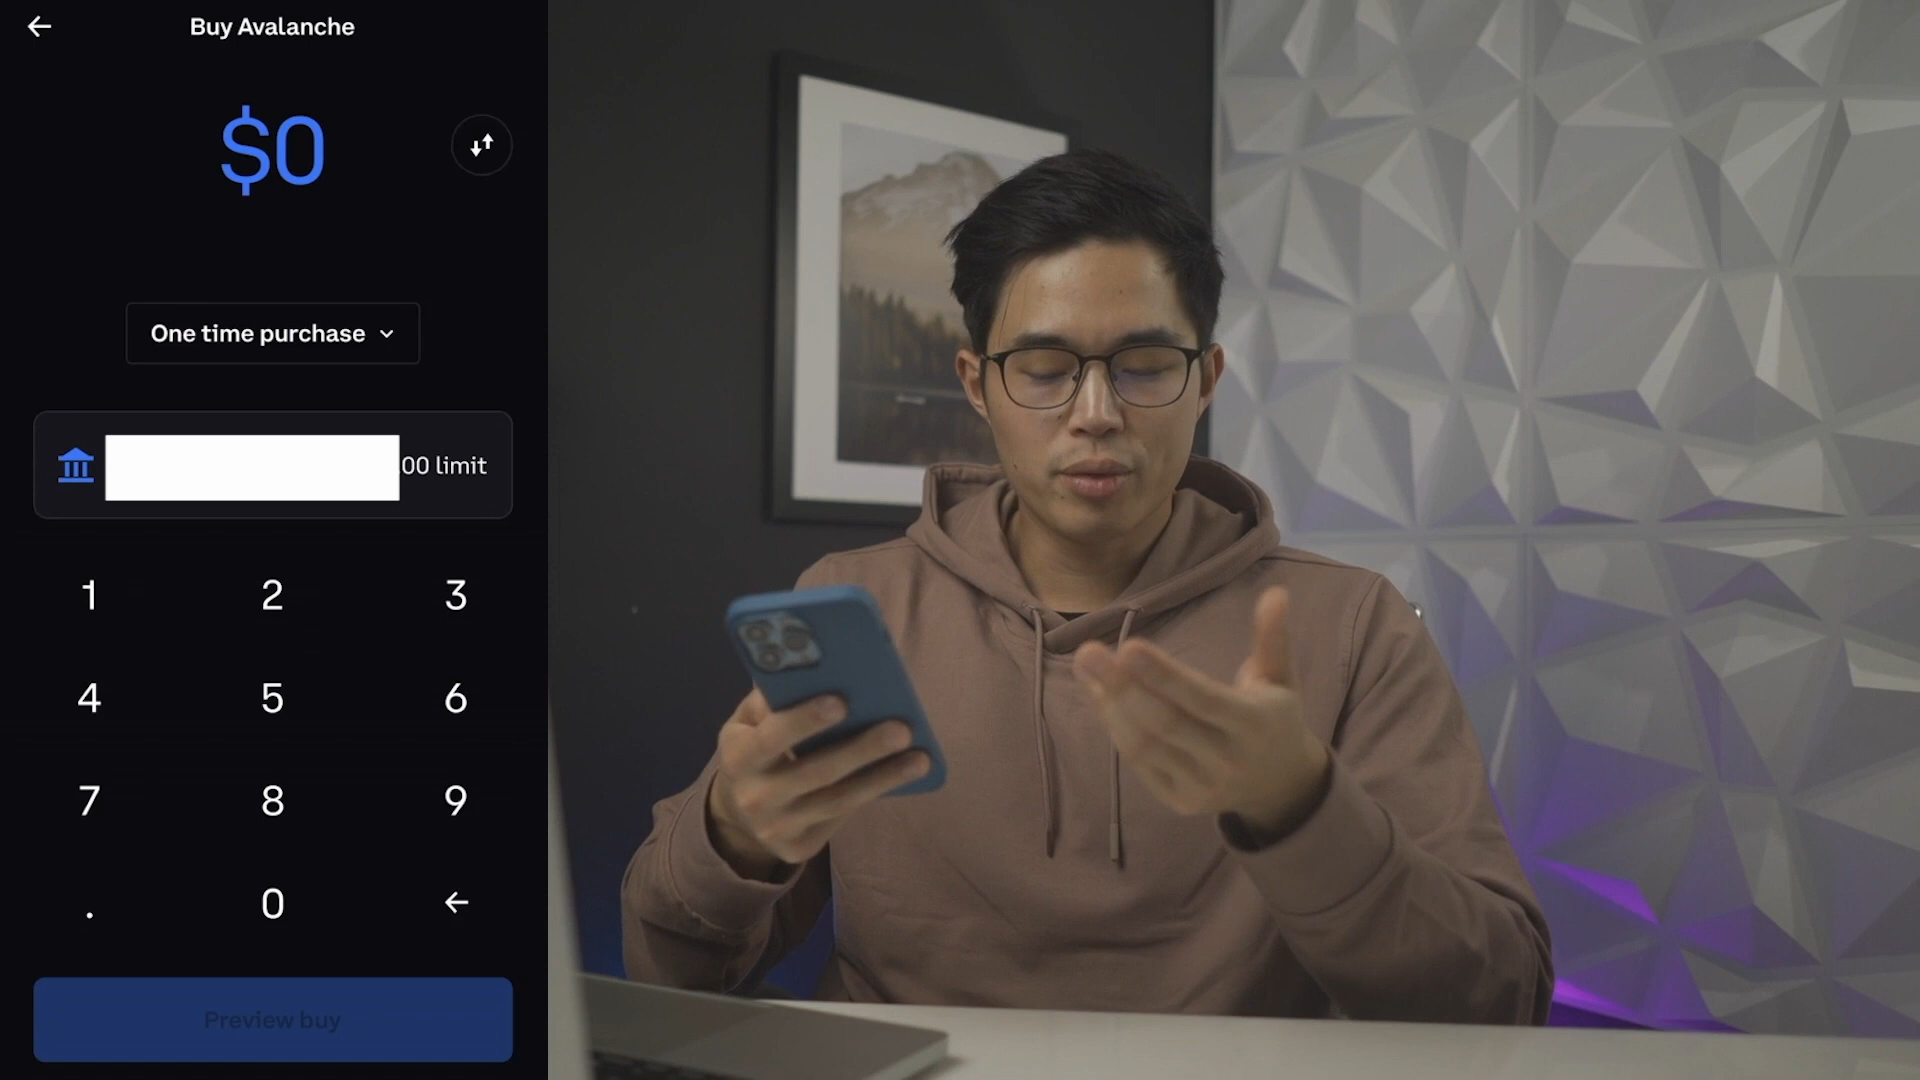 Buy Avalanche
$0
One time purchase
00 limit
1 2 3
4 5 6
7 8 9
. 0
Preview buy